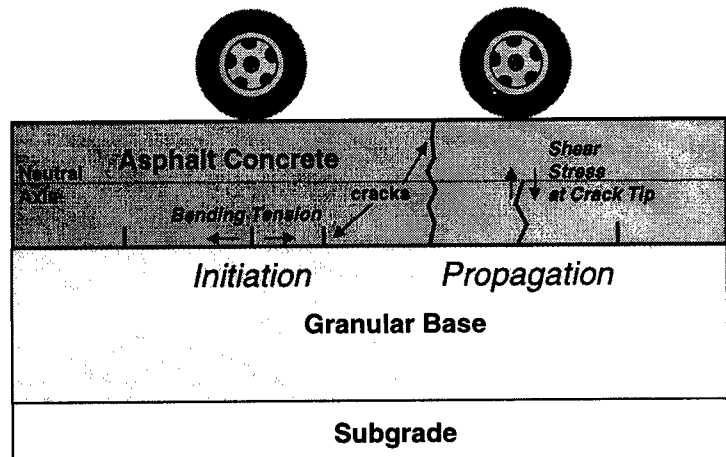 Asphalt Concrete
Neutral
Axis
Shear
Stress
at Crack Tip
cracks
Bending Tension
Initiation
Propagation
Granular Base
Subgrade